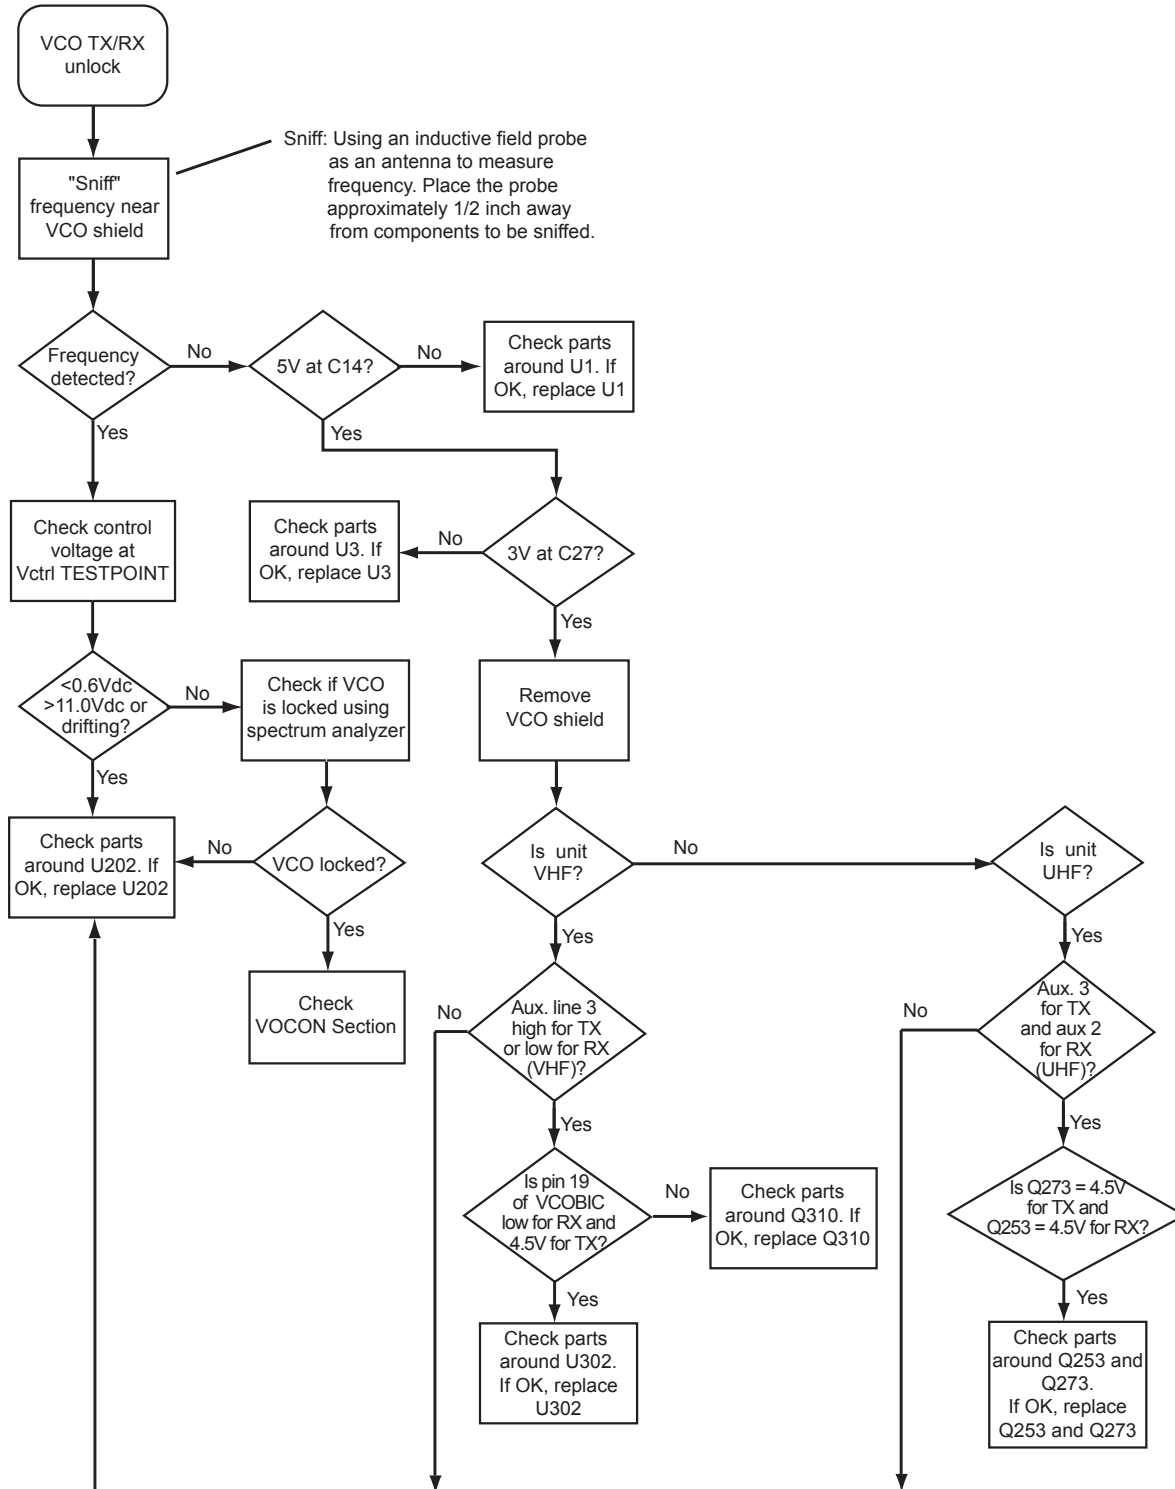 VCO TX/RX
unlock
Sniff: Using an inductive field probe
as an antenna to measure
frequency. Place the probe
approximately 1/2 inch away
from components to be sniffed.
"Sniff"
frequency near
VCO shield
Frequency
detected?
No
5V at C14?
No
Check parts
around U1. If
OK, replace U1
Yes
Yes
Check control
voltage at
Vctrl TESTPOINT
Check parts
around U3. If
OK, replace U3
No
3V at C27?
Yes
<0.6Vdc
>11.0Vdc or
drifting?
No
Check if VCO
is locked using
spectrum analyzer
Remove
VCO shield
Yes
Check parts
around U202. If
OK, replace U202
No
VCO locked?
Is unit
VHF?
No
Is unit
UHF?
Yes
Yes
Yes
Check
VOCON Section
No
Aux. line 3
high for TX
or low for RX
(VHF)?
No
Aux. 3
for TX
and aux 2
for RX
(UHF)?
Yes
Yes
Is pin 19
of VCOBIC
low for RX and
4.5V for TX?
No
Check parts
around Q310. If
OK, replace Q310
Is Q273 = 4.5V
for TX and
Q253 = 4.5V for RX?
Yes
Yes
Check parts
around U302.
If OK, replace
U302
Check parts
around Q253 and
Q273.
If OK, replace
Q253 and Q273